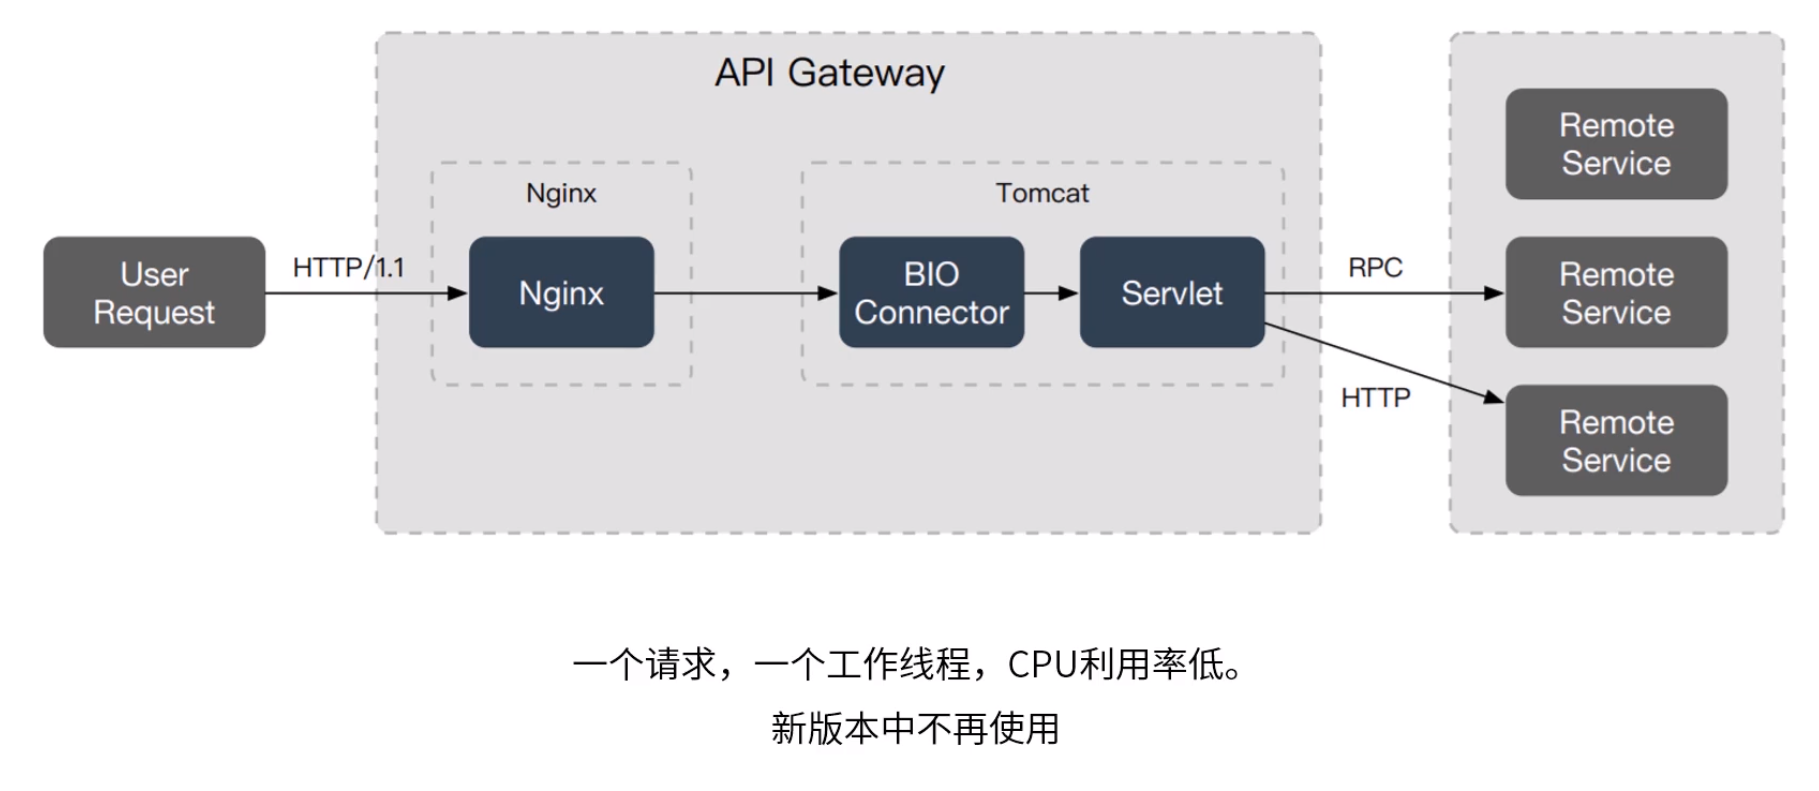 API Gateway
Nginx
Tomcat
User
Request
HTTP/1.1
Nginx
BIO
Connector
Servlet
RPC
HTTP
Remote
Service
Remote
Service
Remote
Service
一个请求，一个工作线程，CPU利用率低。
新版本中不再使用